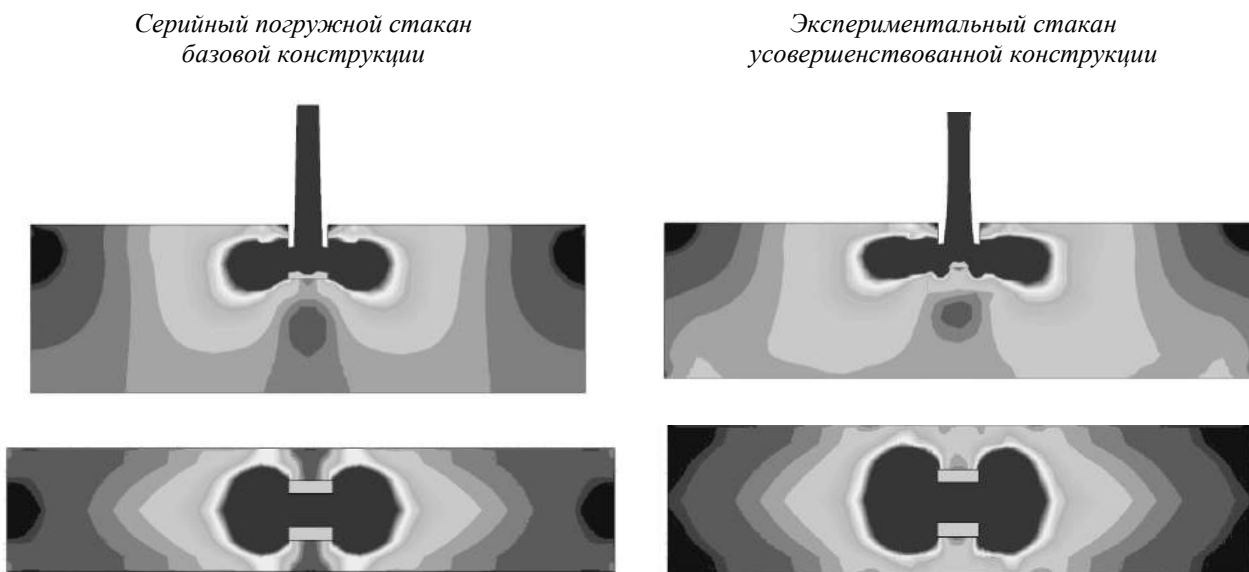 Серийный погружной стакан
базовой конструкции
Экспериментальный стакан
усовершенствованной конструкции